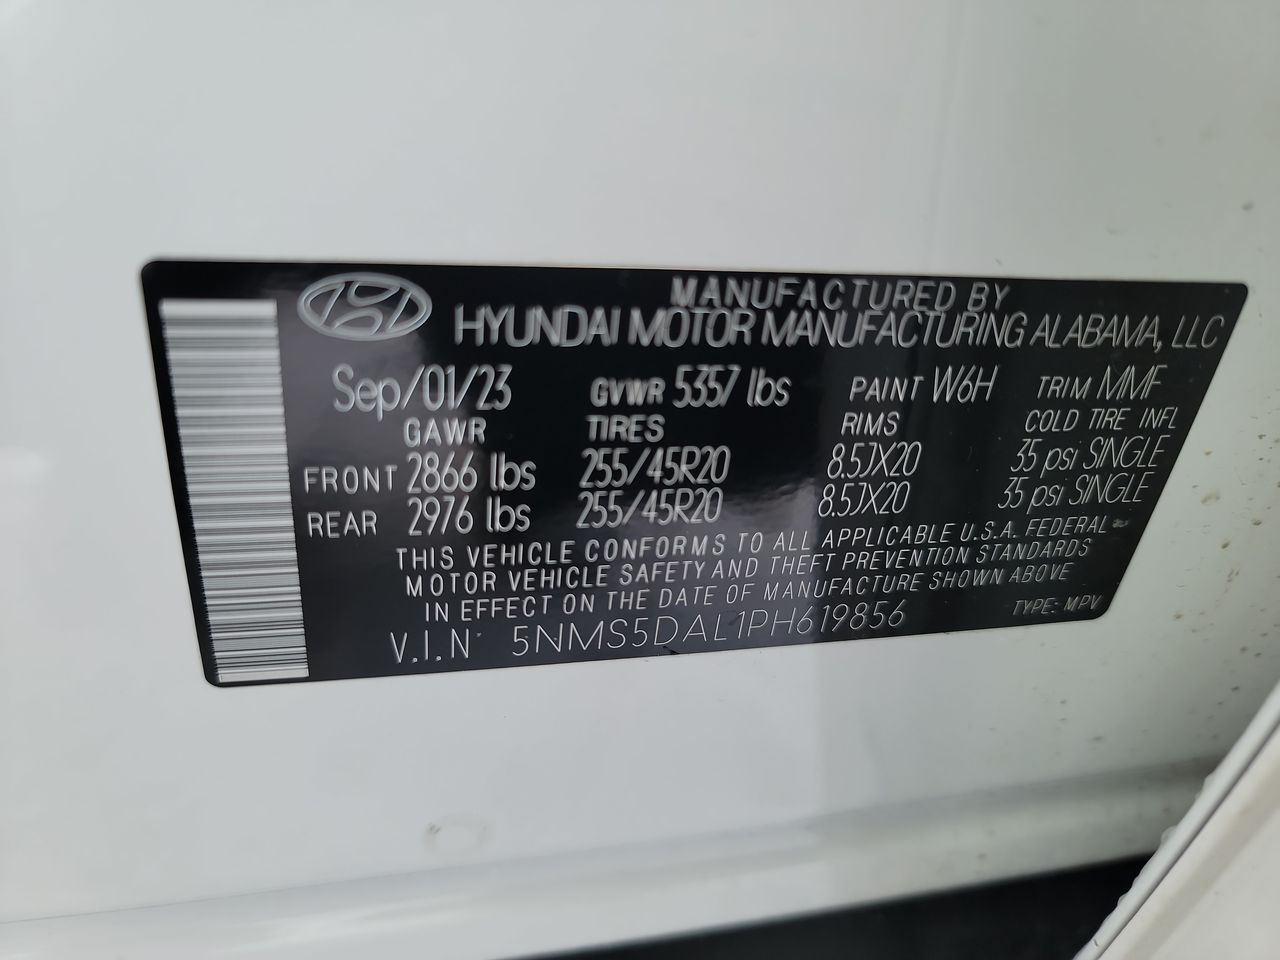 MANUFACTURED BY
HYUNDAI MOTOR MANUFACTURING ALABAMA, LLC
Sep/01/23 GVWR 5357 lbs PAINT W6H TRIM MMF
GAWR TIRES RIMS COLD TIRE INFL
FRONT 2866 lbs 255/45R20 8.5JX20 35 psi SINGLE
REAR 2976 lbs 255/45R20 8.5JX20 35 psi SINGLE
THIS VEHICLE CONFORMS TO ALL APPLICABLE U.S.A. FEDERAL
MOTOR VEHICLE SAFETY AND THEFT PREVENTION STANDARDS
IN EFFECT ON THE DATE OF MANUFACTURE SHOWN ABOVE
V.I.N 5NMS5DAL1PH619856 TYPE: MPV